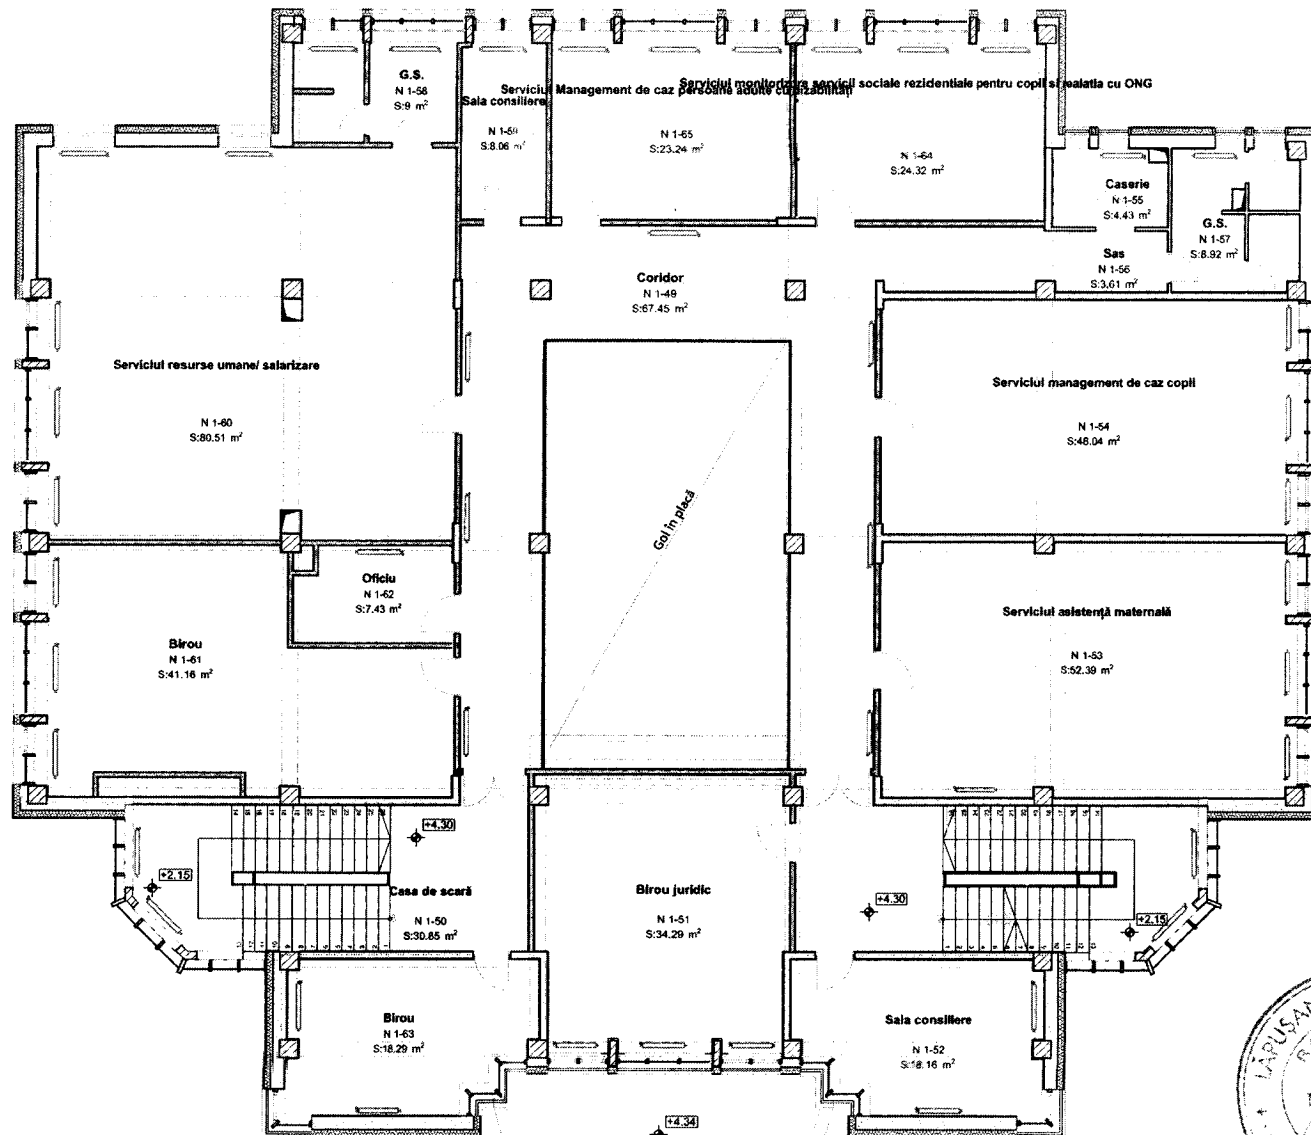 G.S.
N 1-58
S:9 m²
Sala consiliere
N 1-59
S:8.06 m²
Serviciul Management de caz persoane adulte cu dizabilități
N 1-65
S:23.24 m²
Serviciul monitorizare servicii sociale rezidentiale pentru copii si realatia cu ONG
N 1-64
S:24.32 m²
Caserie
N 1-55
S:4.43 m²
G.S.
N 1-57
S:8.92 m²
Sas
N 1-56
S:3.61 m²
Coridor
N 1-49
S:67.45 m²
Serviciul resurse umane/ salarizare
N 1-60
S:80.51 m²
Serviciul management de caz copii
N 1-54
S:48.04 m²
Gol în placă
Oficiu
N 1-62
S:7.43 m²
Birou
N 1-61
S:41.16 m²
Serviciul asistență maternală
N 1-53
S:52.39 m²
+4.30
+2.15
Casa de scară
N 1-50
S:30.85 m²
Birou juridic
N 1-51
S:34.29 m²
+4.30
+2.15
Birou
N 1-63
S:18.29 m²
Sala consiliere
N 1-52
S:18.16 m²
+4.34